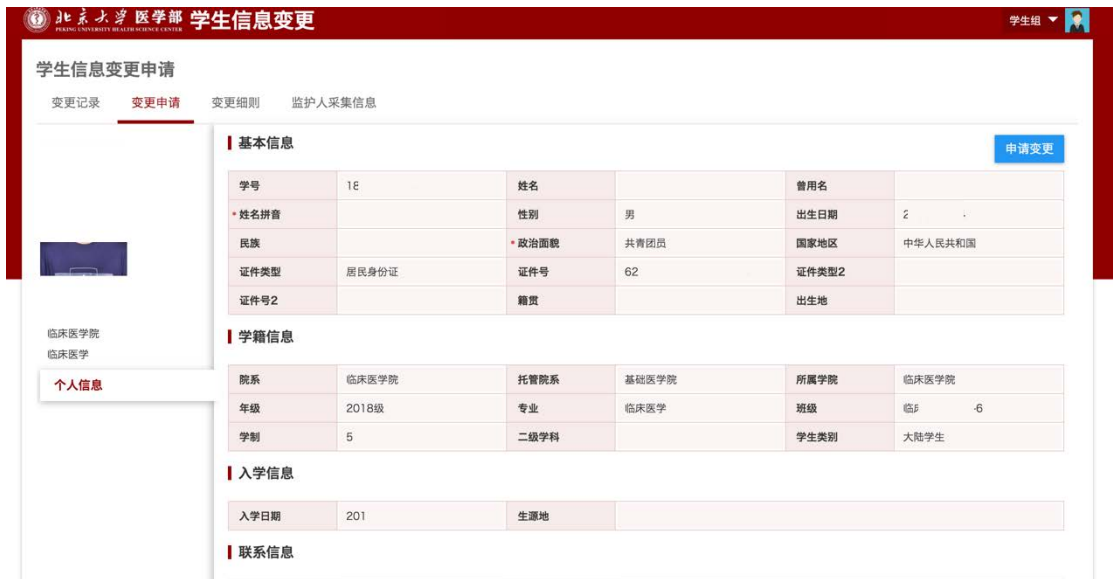 北京大学 医学部 学生信息变更
PEKING UNIVERSITY HEALTH SCIENCE CENTER
学生组
学生信息变更申请
变更记录 变更申请 变更细则 监护人采集信息
基本信息
申请变更
学号 18 姓名 曾用名
* 姓名拼音 性别 男 出生日期 2
民族 * 政治面貌 共青团员 国家地区 中华人民共和国
证件类型 居民身份证 证件号 62 证件类型2
证件号2 籍贯 出生地
临床医学院
临床医学
个人信息
学籍信息
院系 临床医学院 托管院系 基础医学院 所属学院 临床医学院
年级 2018级 专业 临床医学 班级 临 -6
学制 5 二级学科 学生类别 大陆学生
入学信息
入学日期 201 生源地
联系信息